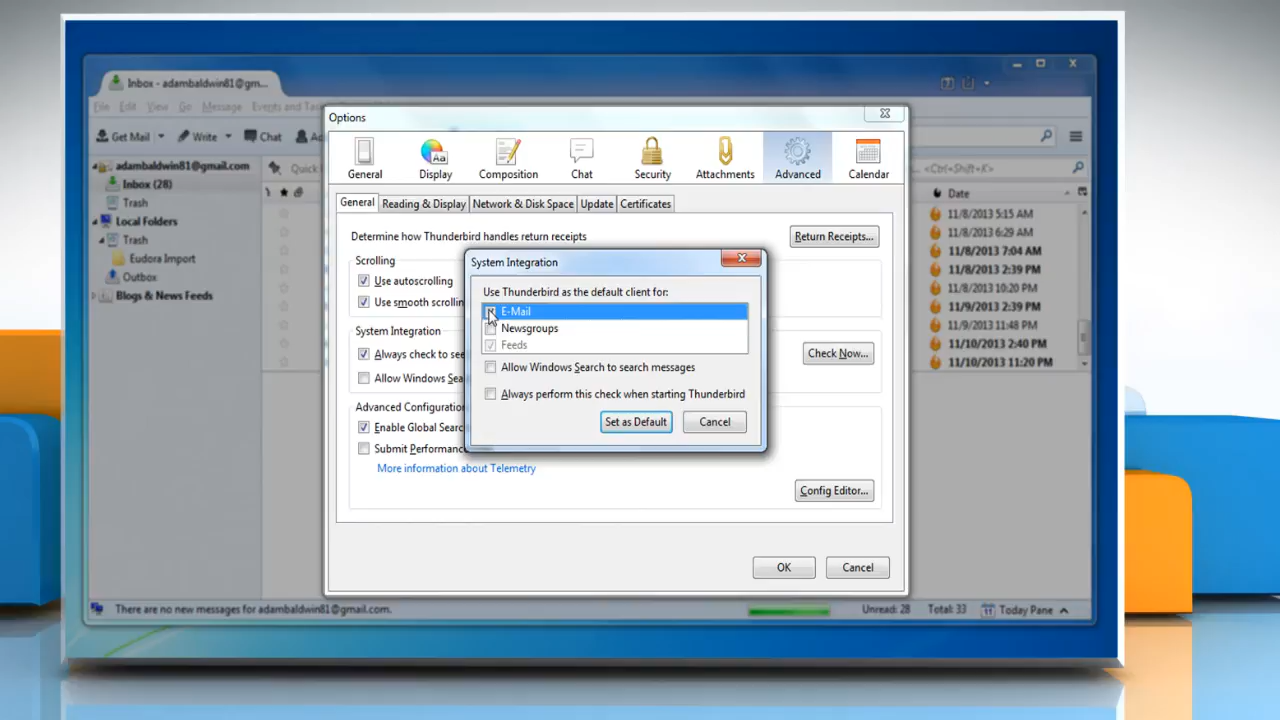 Inbox - adambaldwin81@gm...
File Edit View Go Message Events and Tas
Get Mail Write Chat
Quick
<Ctrl+Shift+K>
adambaldwin81@gmail.com
Inbox (28)
Trash
Local Folders
Trash
Eudora Import
Outbox
Blogs & News Feeds
Date
11/8/2013 5:15 AM
11/8/2013 6:29 AM
11/8/2013 7:04 AM
11/8/2013 2:39 PM
11/8/2013 10:20 PM
11/9/2013 2:39 PM
11/9/2013 11:48 PM
11/10/2013 2:40 PM
11/10/2013 11:20 PM
Options
General Display Composition Chat Security Attachments Advanced Calendar
General Reading & Display Network & Disk Space Update Certificates
Determine how Thunderbird handles return receipts Return Receipts...
Scrolling
Use autoscrolling
Use smooth scrollin
System Integration
Always check to see Check Now...
Allow Windows Sea
Advanced Configuration
Enable Global Searc
Submit Performance
More information about Telemetry
Config Editor...
OK Cancel
System Integration
Use Thunderbird as the default client for:
E-Mail
Newsgroups
Feeds
Allow Windows Search to search messages
Always perform this check when starting Thunderbird
Set as Default Cancel
There are no new messages for adambaldwin81@gmail.com. Unread: 28 Total: 33 11 Today Pane